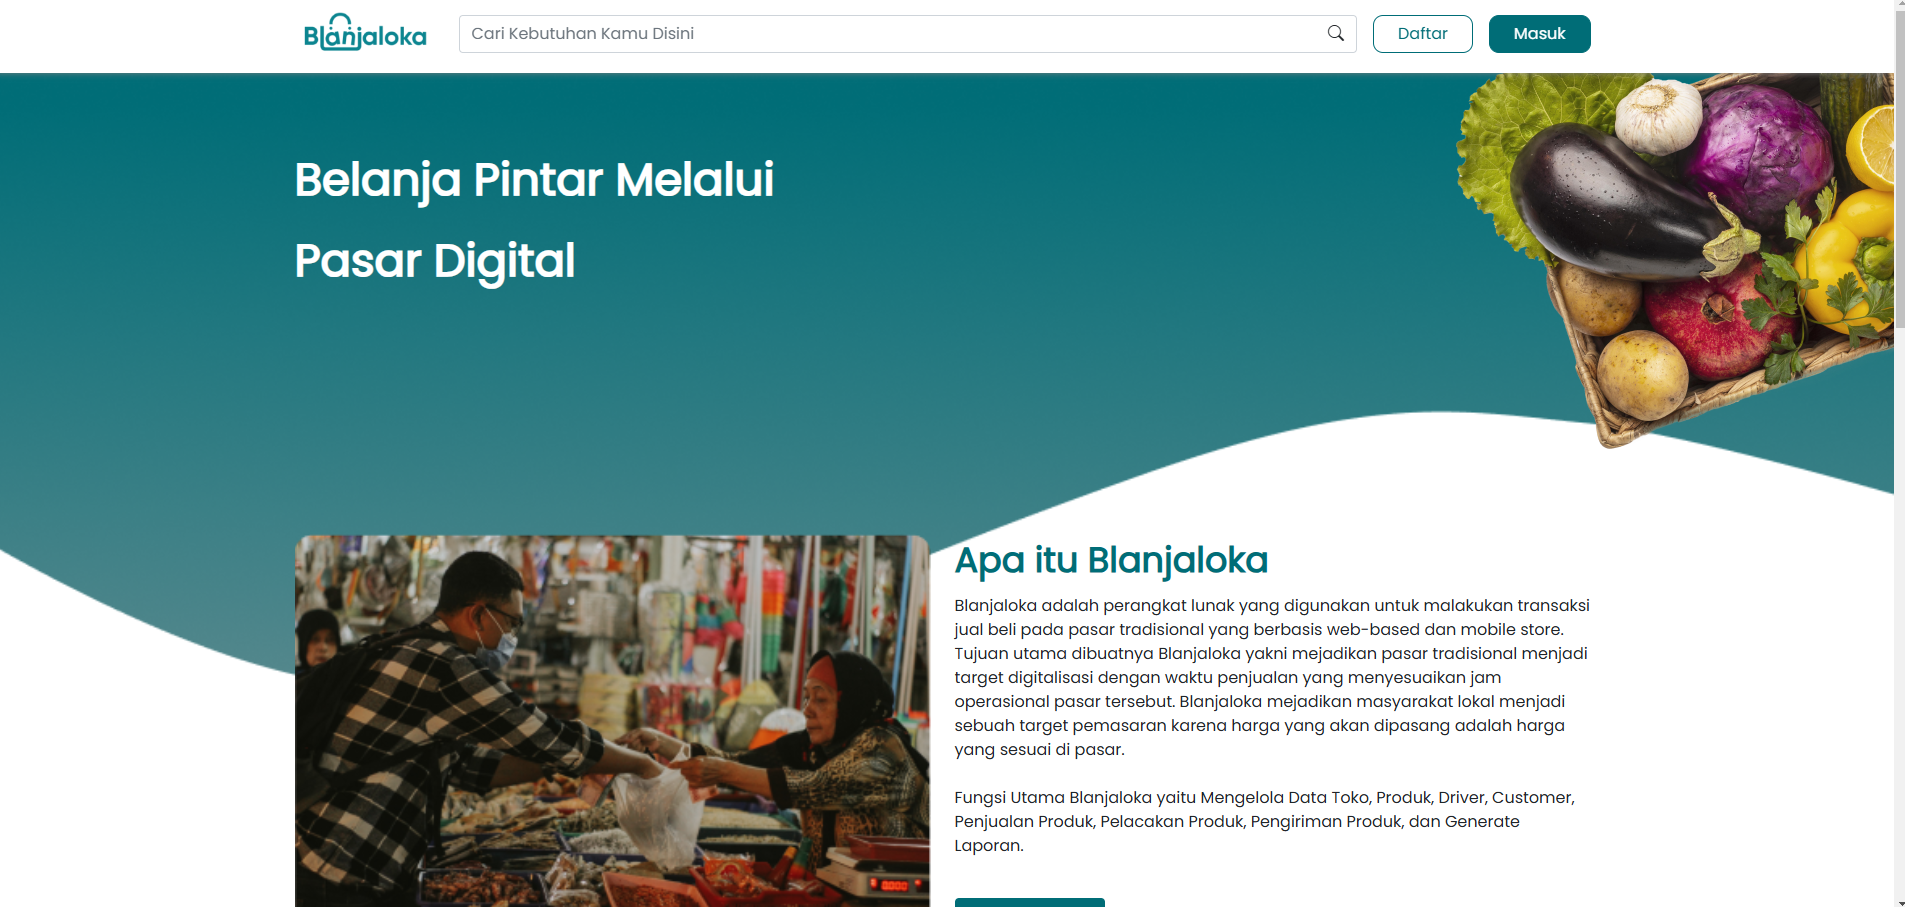 Blanjaloka
Cari Kebutuhan Kamu Disini
Daftar
Masuk
Belanja Pintar Melalui
Pasar Digital
Apa itu Blanjaloka
Blanjaloka adalah perangkat lunak yang digunakan untuk malakukan transaksi
jual beli pada pasar tradisional yang berbasis web-based dan mobile store.
Tujuan utama dibuatnya Blanjaloka yakni mejadikan pasar tradisional menjadi
target digitalisasi dengan waktu penjualan yang menyesuaikan jam
operasional pasar tersebut. Blanjaloka mejadikan masyarakat lokal menjadi
sebuah target pemasaran karena harga yang akan dipasang adalah harga
yang sesuai di pasar.
Fungsi Utama Blanjaloka yaitu Mengelola Data Toko, Produk, Driver, Customer,
Penjualan Produk, Pelacakan Produk, Pengiriman Produk, dan Generate
Laporan.